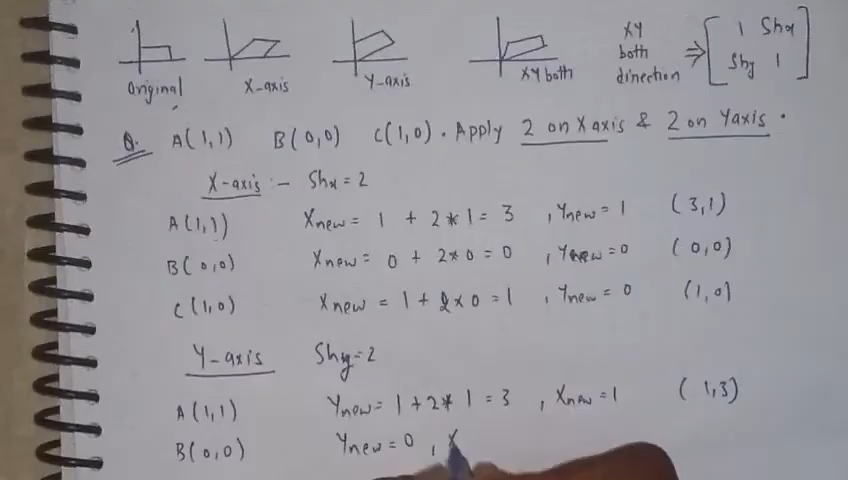 original X-axis Y-axis XY both
XY both direction ⇒ [1 Shx Shy 1]
Q. A(1,1) B(0,0) C(1,0). Apply 2 on Xaxis & 2 on Yaxis.
X-axis :- Shx = 2
A(1,1) Xnew = 1 + 2*1 = 3 , Ynew = 1 (3,1)
B(0,0) Xnew = 0 + 2*0 = 0 , Ynew = 0 (0,0)
C(1,0) Xnew = 1 + 2*0 = 1 , Ynew = 0 (1,0)
Y-axis Shy = 2
A(1,1) Ynew = 1 + 2*1 = 3 , Xnew = 1 (1,3)
B(0,0) Ynew = 0 , X